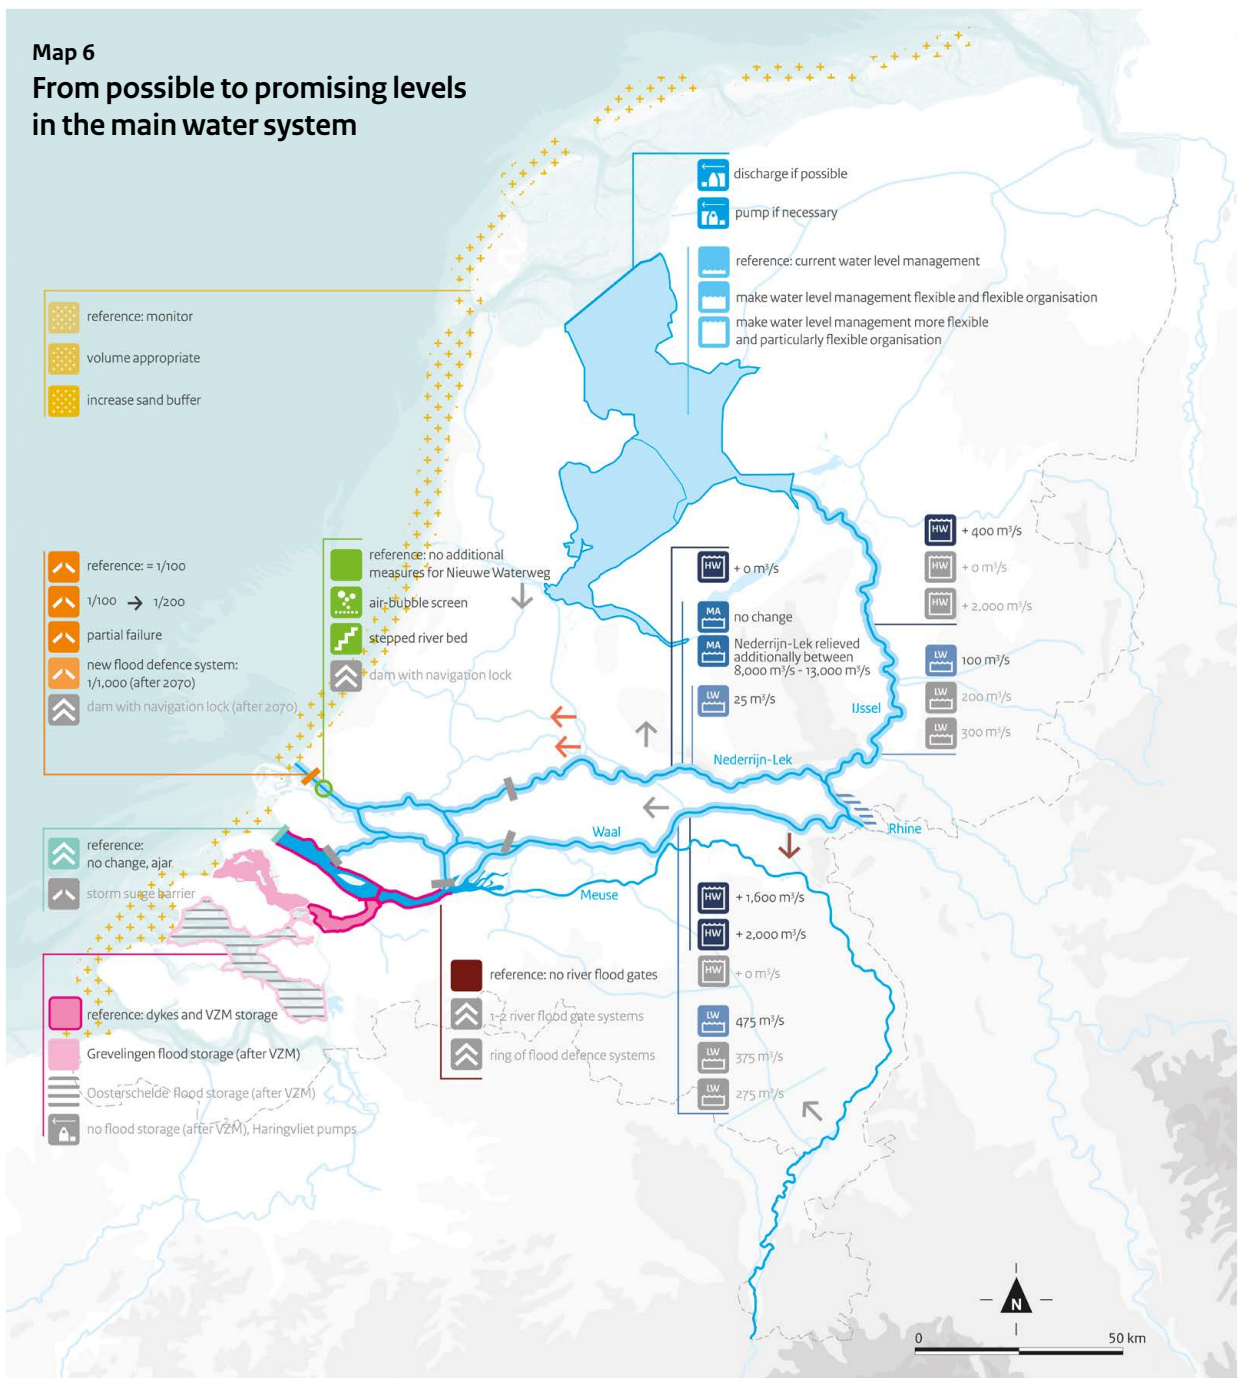 Map 6
From possible to promising levels
in the main water system
discharge if possible
pump if necessary
reference: current water level management
make water level management flexible and flexible organisation
make water level management more flexible
and particularly flexible organisation
reference: monitor
volume appropriate
increase sand buffer
reference: = 1/100
1/100 → 1/200
partial failure
new flood defence system:
1/1,000 (after 2070)
dam with navigation lock (after 2070)
reference: no additional
measures for Nieuwe Waterweg
air-bubble screen
stepped river bed
dam with navigation lock
HW + 0 m³/s
MA no change
MA Nederrijn-Lek relieved
additionally between
8,000 m³/s - 13,000 m³/s
LW 25 m³/s
HW + 400 m³/s
HW + 0 m³/s
HW + 2,000 m³/s
LW 100 m³/s
LW 200 m³/s
LW 300 m³/s
IJssel
Nederrijn-Lek
Waal
Rhine
Meuse
reference:
no change, ajar
storm surge barrier
reference: dykes and VZM storage
Grevelingen flood storage (after VZM)
Oosterschelde flood storage (after VZM)
no flood storage (after VZM), Haringvliet pumps
reference: no river flood gates
1-2 river flood gate systems
ring of flood defence systems
HW + 1,600 m³/s
HW + 2,000 m³/s
HW + 0 m³/s
LW 475 m³/s
LW 375 m³/s
LW 275 m³/s
N
0 50 km